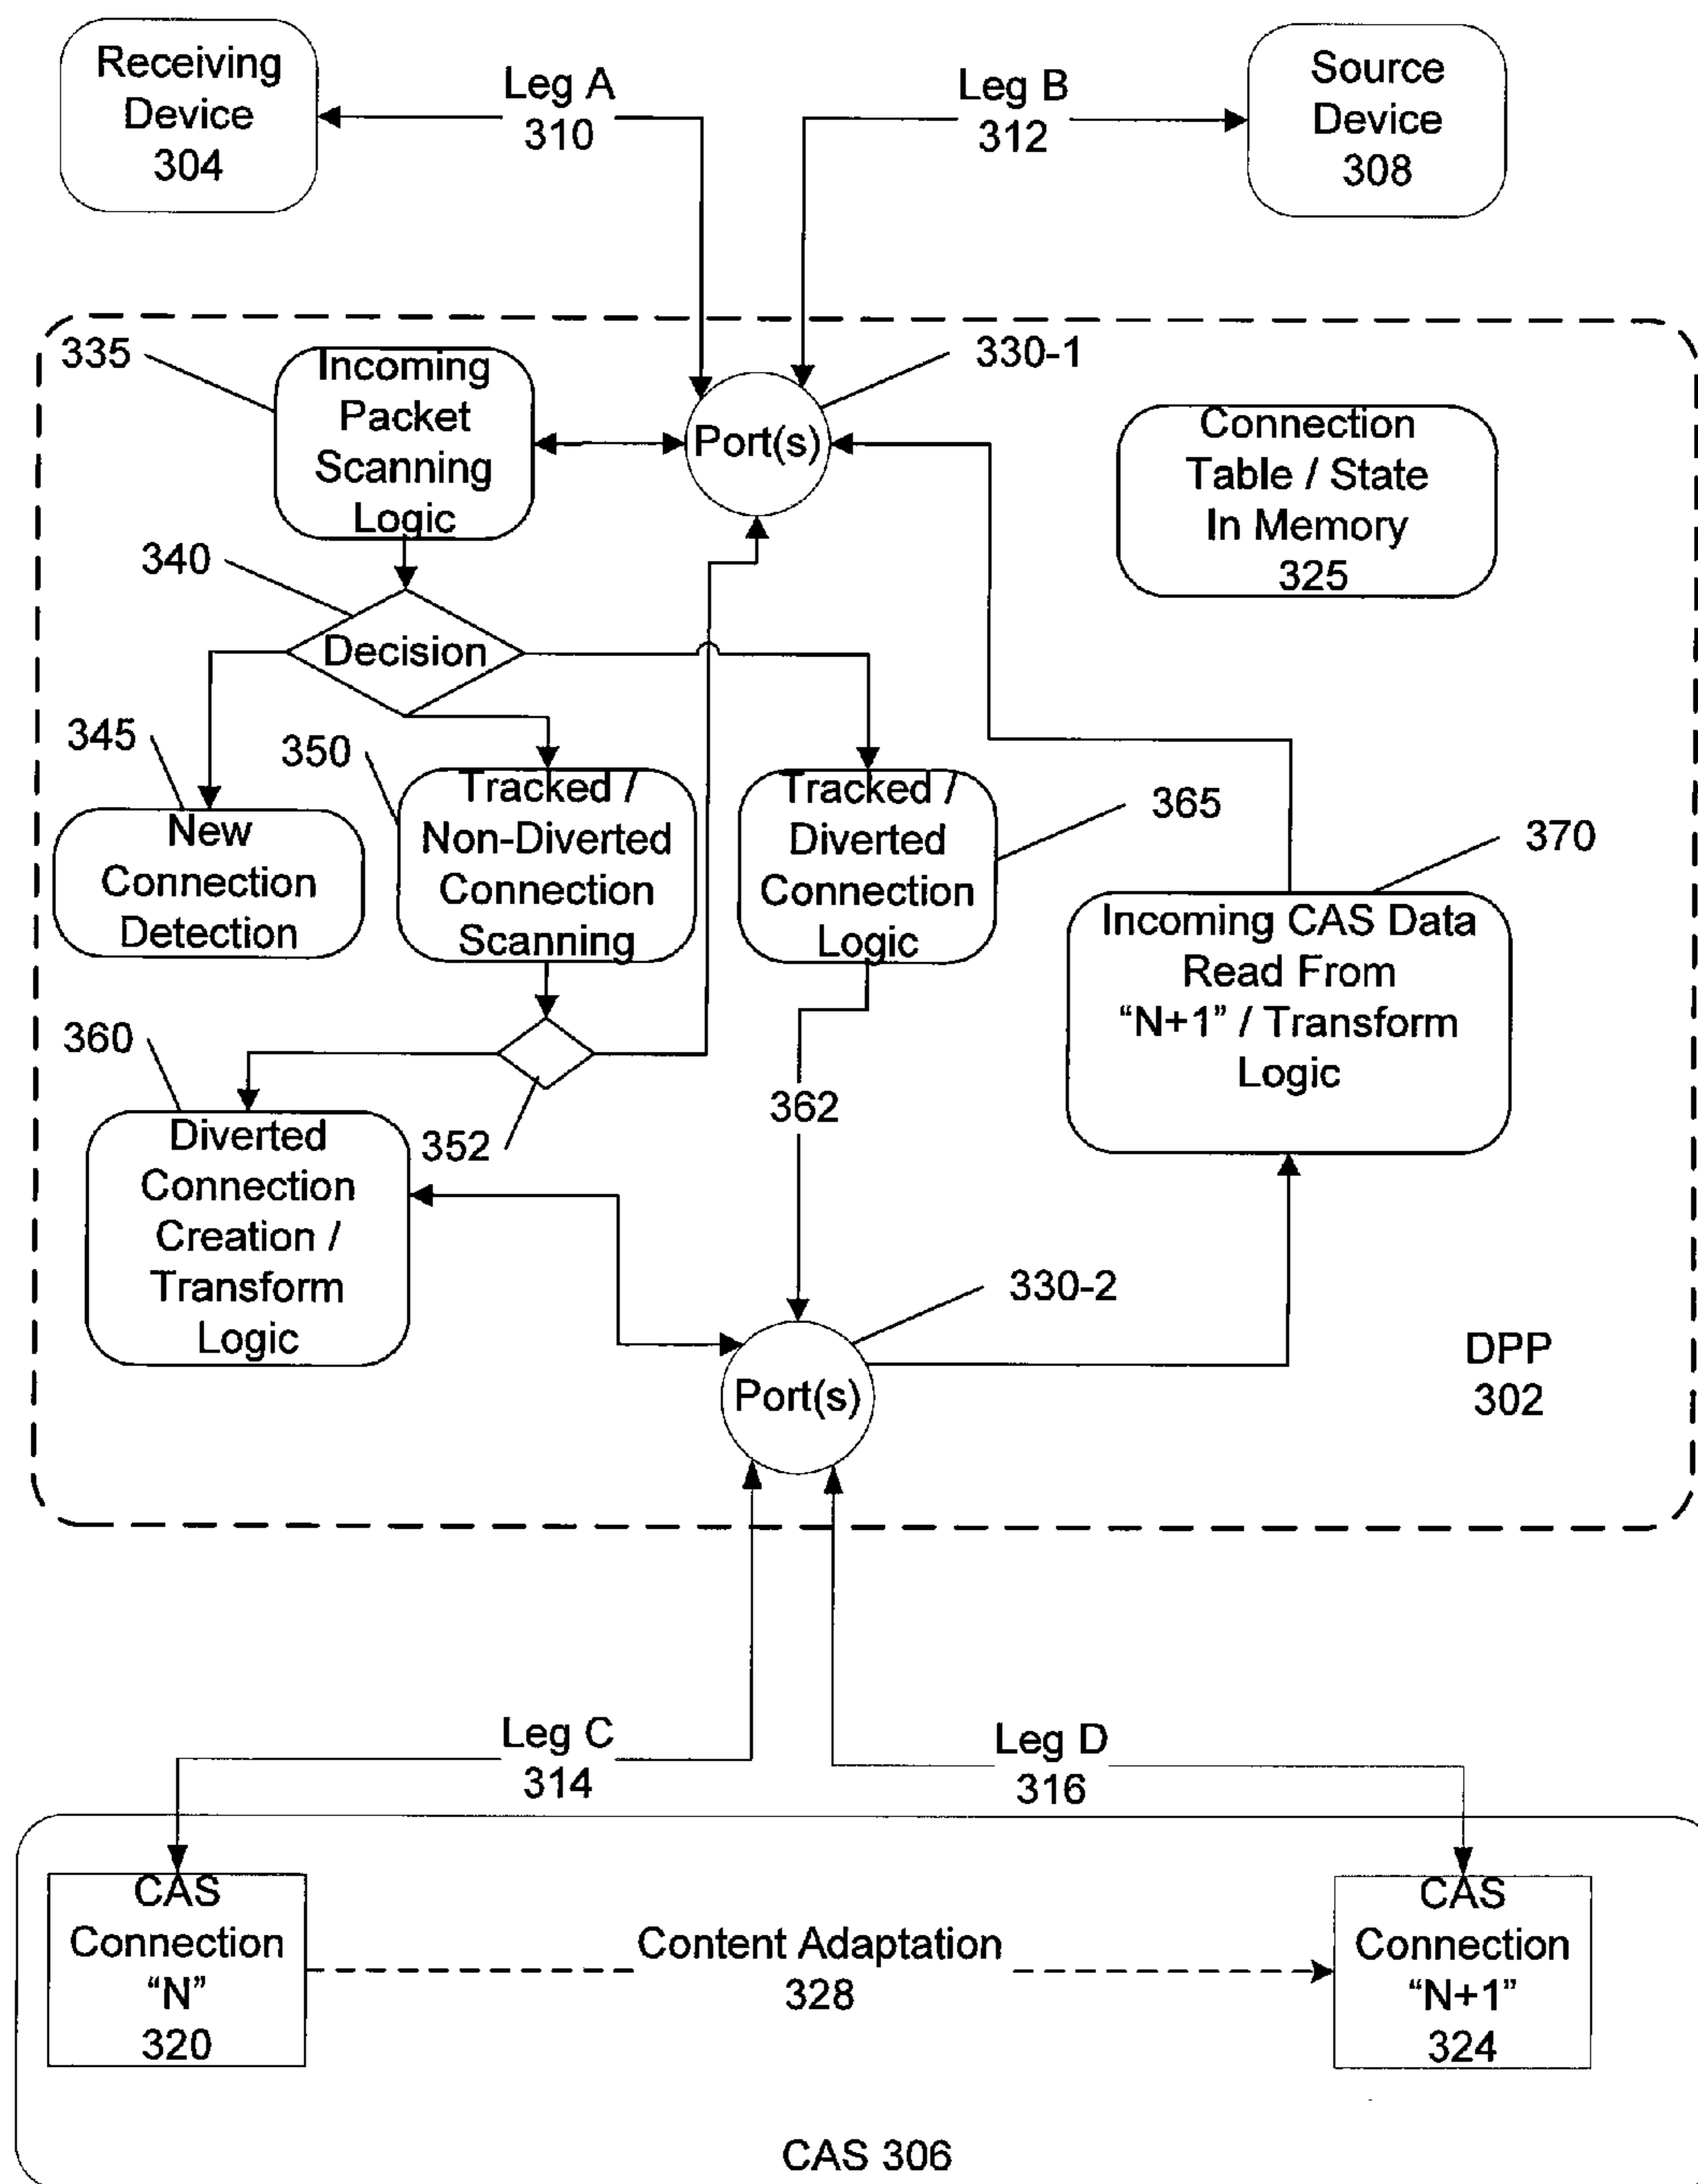 Receiving
Device
304
Leg A
310
Leg B
312
Source
Device
308
335
Incoming
Packet
Scanning
Logic
Port(s)
330-1
Connection
Table / State
In Memory
325
340
Decision
345
New
Connection
Detection
350
Tracked /
Non-Diverted
Connection
Scanning
Tracked /
Diverted
Connection
Logic
365
370
Incoming CAS Data
Read From
“N+1” / Transform
Logic
360
Diverted
Connection
Creation /
Transform
Logic
352
362
Port(s)
330-2
DPP
302
Leg C
314
Leg D
316
CAS
Connection
“N”
320
Content Adaptation
328
CAS
Connection
“N+1”
324
CAS 306